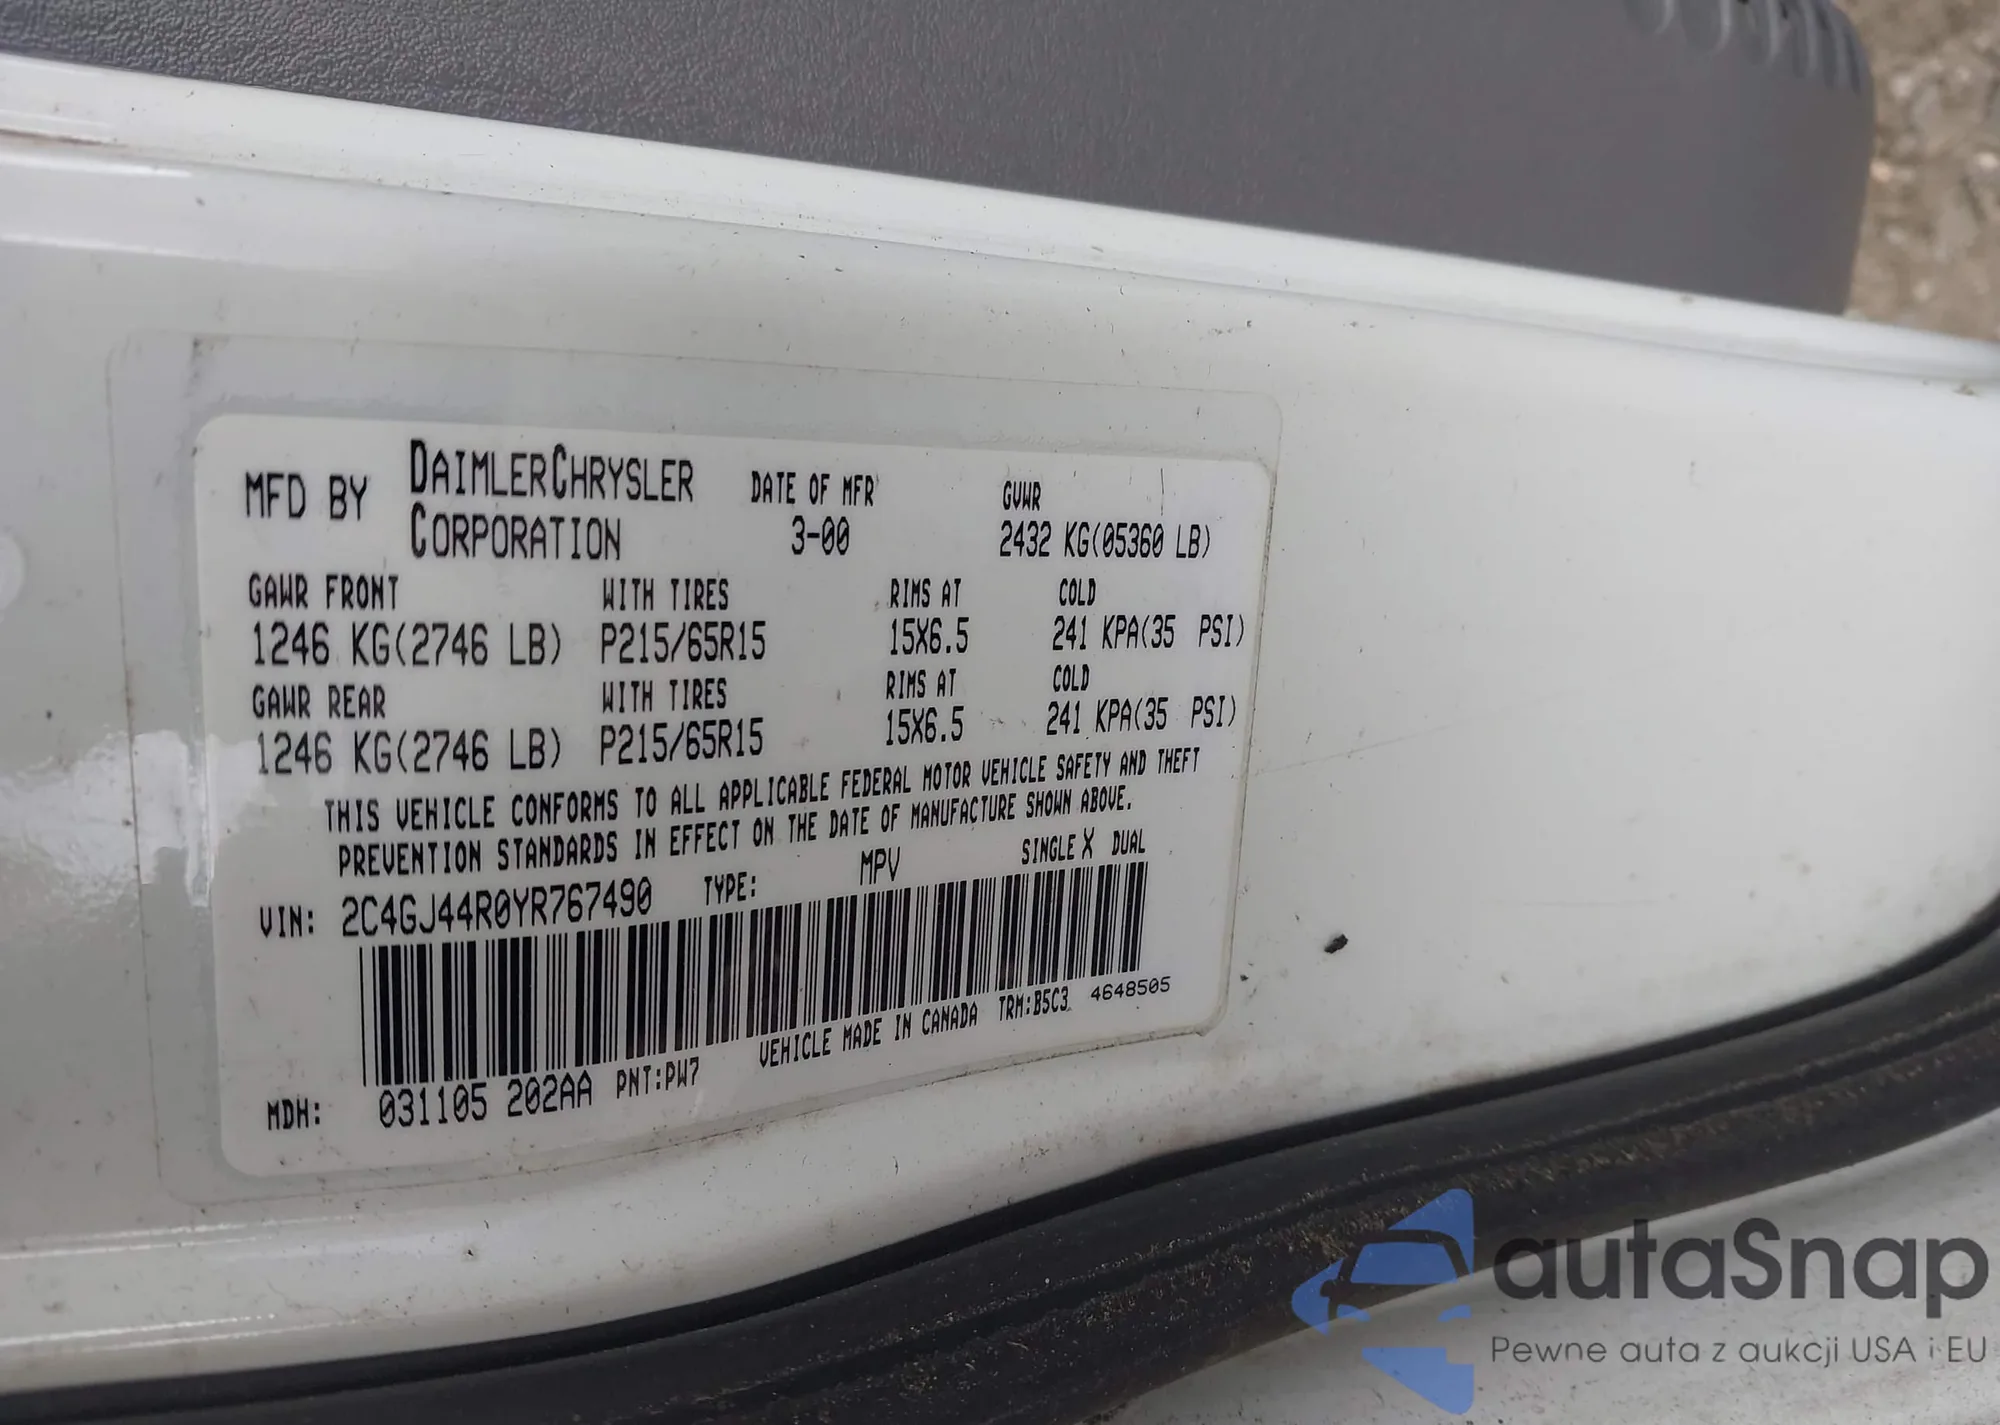 MFD BY DAIMLERCHRYSLER CORPORATION DATE OF MFR 3-00 GVWR 2432 KG(05360 LB)
GAWR FRONT WITH TIRES RIMS AT COLD
1246 KG(2746 LB) P215/65R15 15X6.5 241 KPA(35 PSI)
GAWR REAR WITH TIRES RIMS AT COLD
1246 KG(2746 LB) P215/65R15 15X6.5 241 KPA(35 PSI)
THIS VEHICLE CONFORMS TO ALL APPLICABLE FEDERAL MOTOR VEHICLE SAFETY AND THEFT
PREVENTION STANDARDS IN EFFECT ON THE DATE OF MANUFACTURE SHOWN ABOVE.
VIN: 2C4GJ44R0YR767490 TYPE: MPV SINGLE X DUAL
MDH: 031105 202AA PNT:PW7 VEHICLE MADE IN CANADA TRM:B5C3 4648505
autaSnap
Pewne auta z aukcji USA i EU